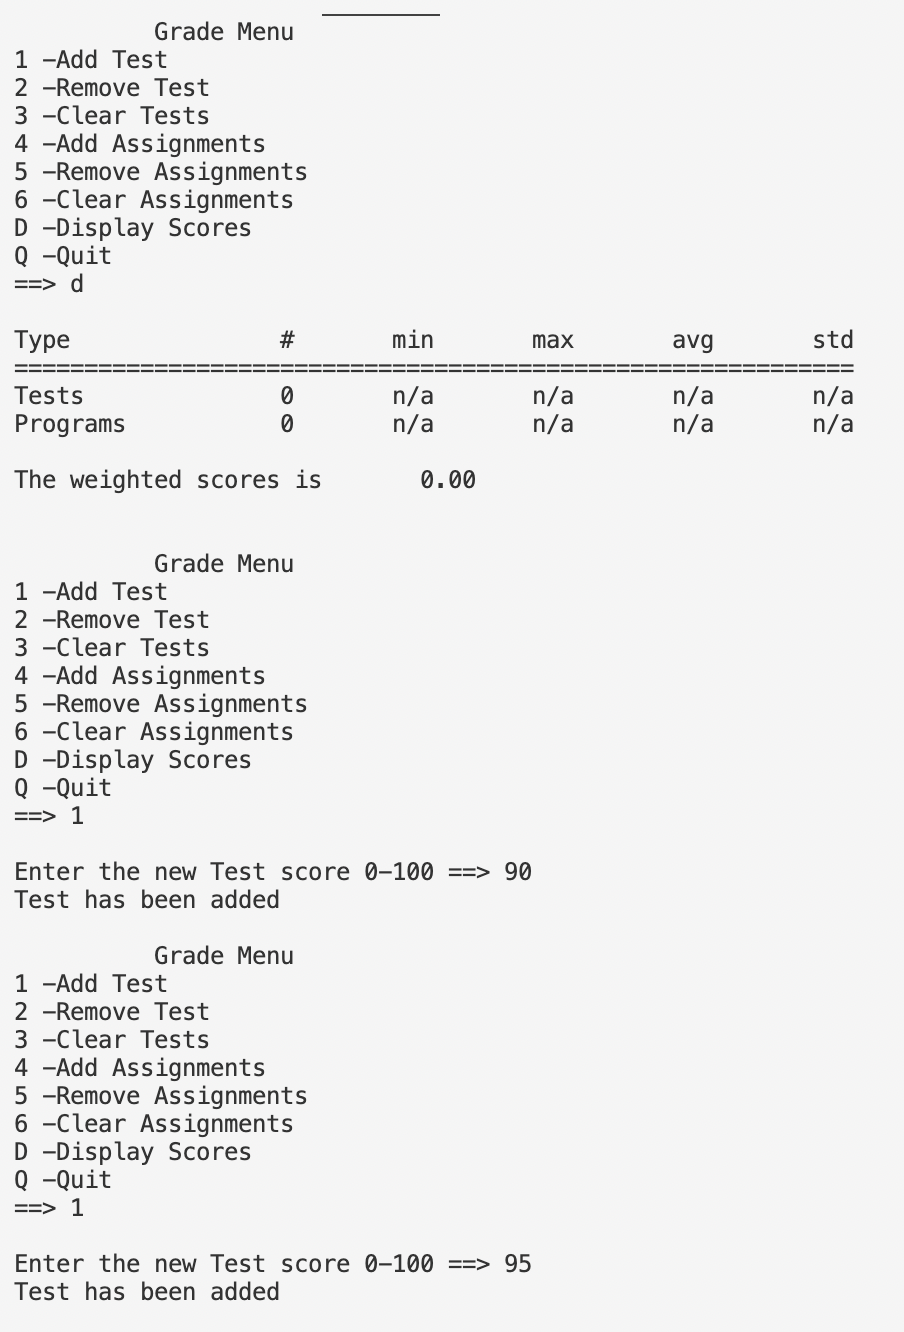 Grade Menu
1 -Add Test
2 -Remove Test
3 -Clear Tests
4 -Add Assignments
5 -Remove Assignments
6 -Clear Assignments
D -Display Scores
Q -Quit
==> d
Type # min max avg std
============================================================
Tests 0 n/a n/a n/a n/a
Programs 0 n/a n/a n/a n/a
The weighted scores is 0.00
Grade Menu
1 -Add Test
2 -Remove Test
3 -Clear Tests
4 -Add Assignments
5 -Remove Assignments
6 -Clear Assignments
D -Display Scores
Q -Quit
==> 1
Enter the new Test score 0-100 ==> 90
Test has been added
Grade Menu
1 -Add Test
2 -Remove Test
3 -Clear Tests
4 -Add Assignments
5 -Remove Assignments
6 -Clear Assignments
D -Display Scores
Q -Quit
==> 1
Enter the new Test score 0-100 ==> 95
Test has been added